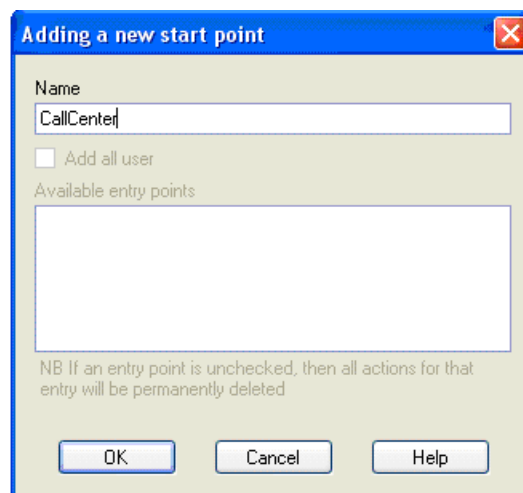 Adding a new start point
Name
CallCenter
Add all user
Available entry points
NB If an entry point is unchecked, then all actions for that
entry will be permanently deleted
OK Cancel Help